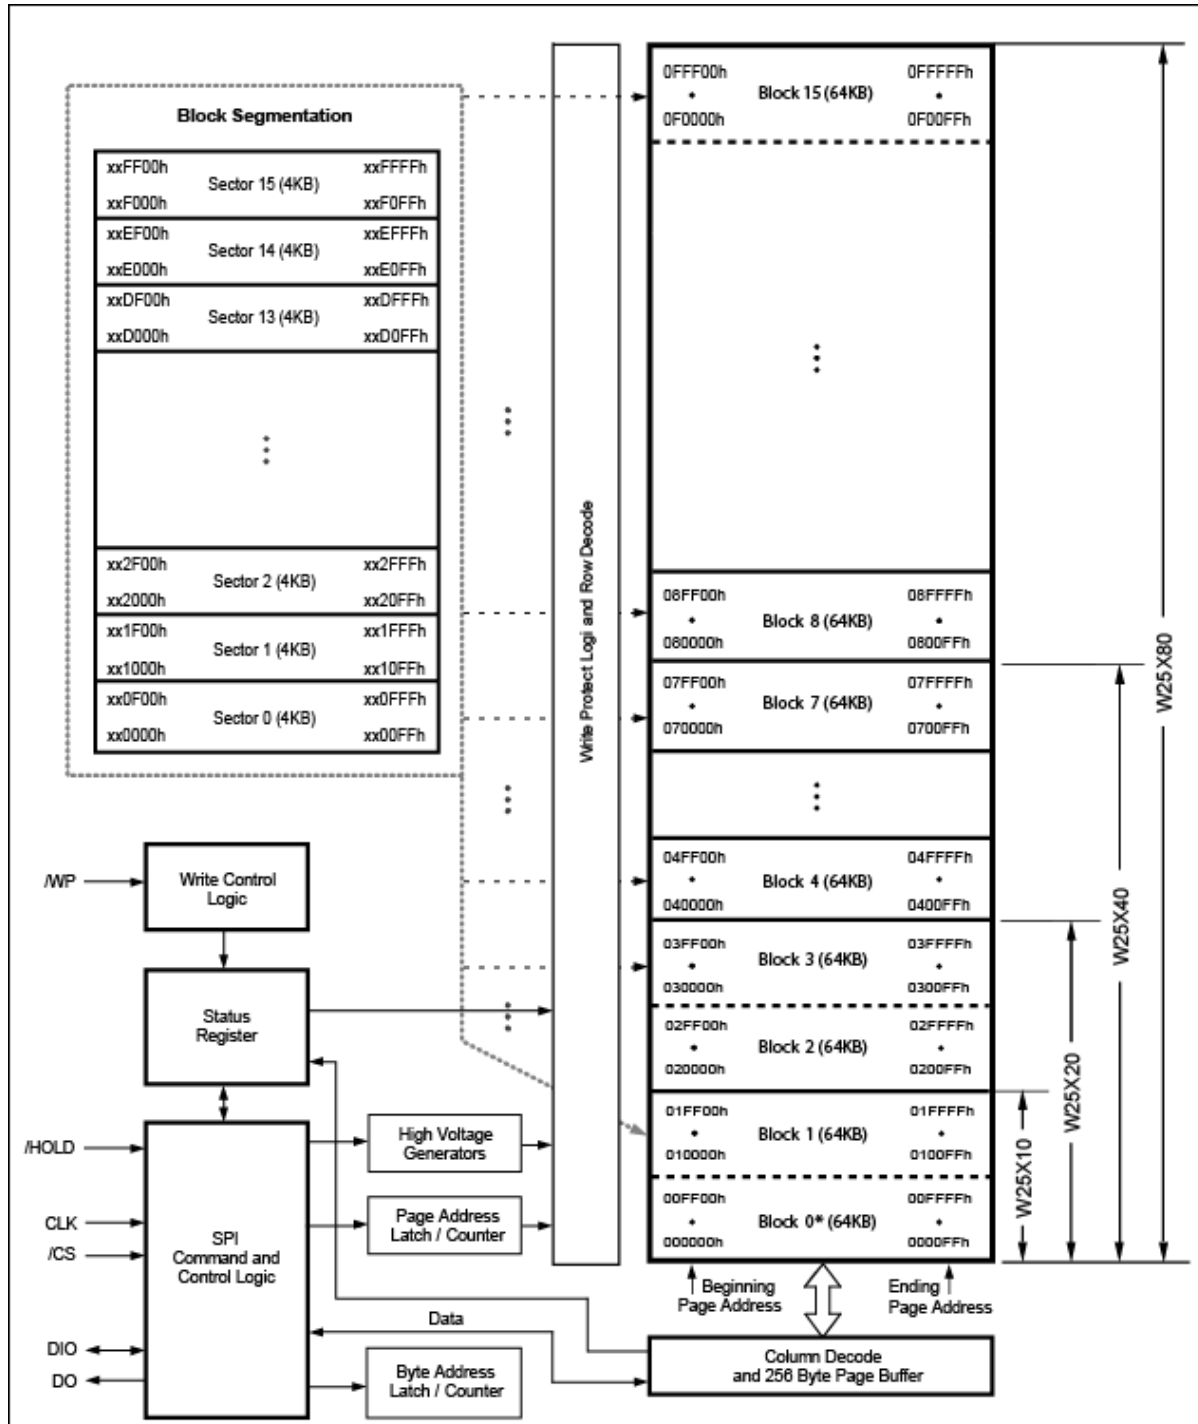 Block Segmentation
xxFF00h xxFFFFh
Sector 15 (4KB)
xxF000h xxF0FFh
xxEF00h xxEFFFh
Sector 14 (4KB)
xxE000h xxE0FFh
xxDF00h xxDFFFh
Sector 13 (4KB)
xxD000h xxD0FFh
xx2F00h xx2FFFh
Sector 2 (4KB)
xx2000h xx20FFh
xx1F00h xx1FFFh
Sector 1 (4KB)
xx1000h xx10FFh
xx0F00h xx0FFFh
Sector 0 (4KB)
xx0000h xx00FFh
Write Protect Logi and Row Decode
0FFF00h 0FFFFFh
Block 15 (64KB)
0F0000h 0F00FFh
08FF00h 08FFFFh
Block 8 (64KB)
080000h 0800FFh
07FF00h 07FFFFh
Block 7 (64KB)
070000h 0700FFh
04FF00h 04FFFFh
Block 4 (64KB)
040000h 0400FFh
03FF00h 03FFFFh
Block 3 (64KB)
030000h 0300FFh
02FF00h 02FFFFh
Block 2 (64KB)
020000h 0200FFh
01FF00h 01FFFFh
Block 1 (64KB)
010000h 0100FFh
00FF00h 00FFFFh
Block 0* (64KB)
000000h 0000FFh
W25X10
W25X20
W25X40
W25X80
Beginning
Page Address
Ending
Page Address
Column Decode
and 256 Byte Page Buffer
/WP
Write Control
Logic
Status
Register
/HOLD
CLK
/CS
DIO
DO
SPI
Command and
Control Logic
High Voltage
Generators
Page Address
Latch / Counter
Data
Byte Address
Latch / Counter